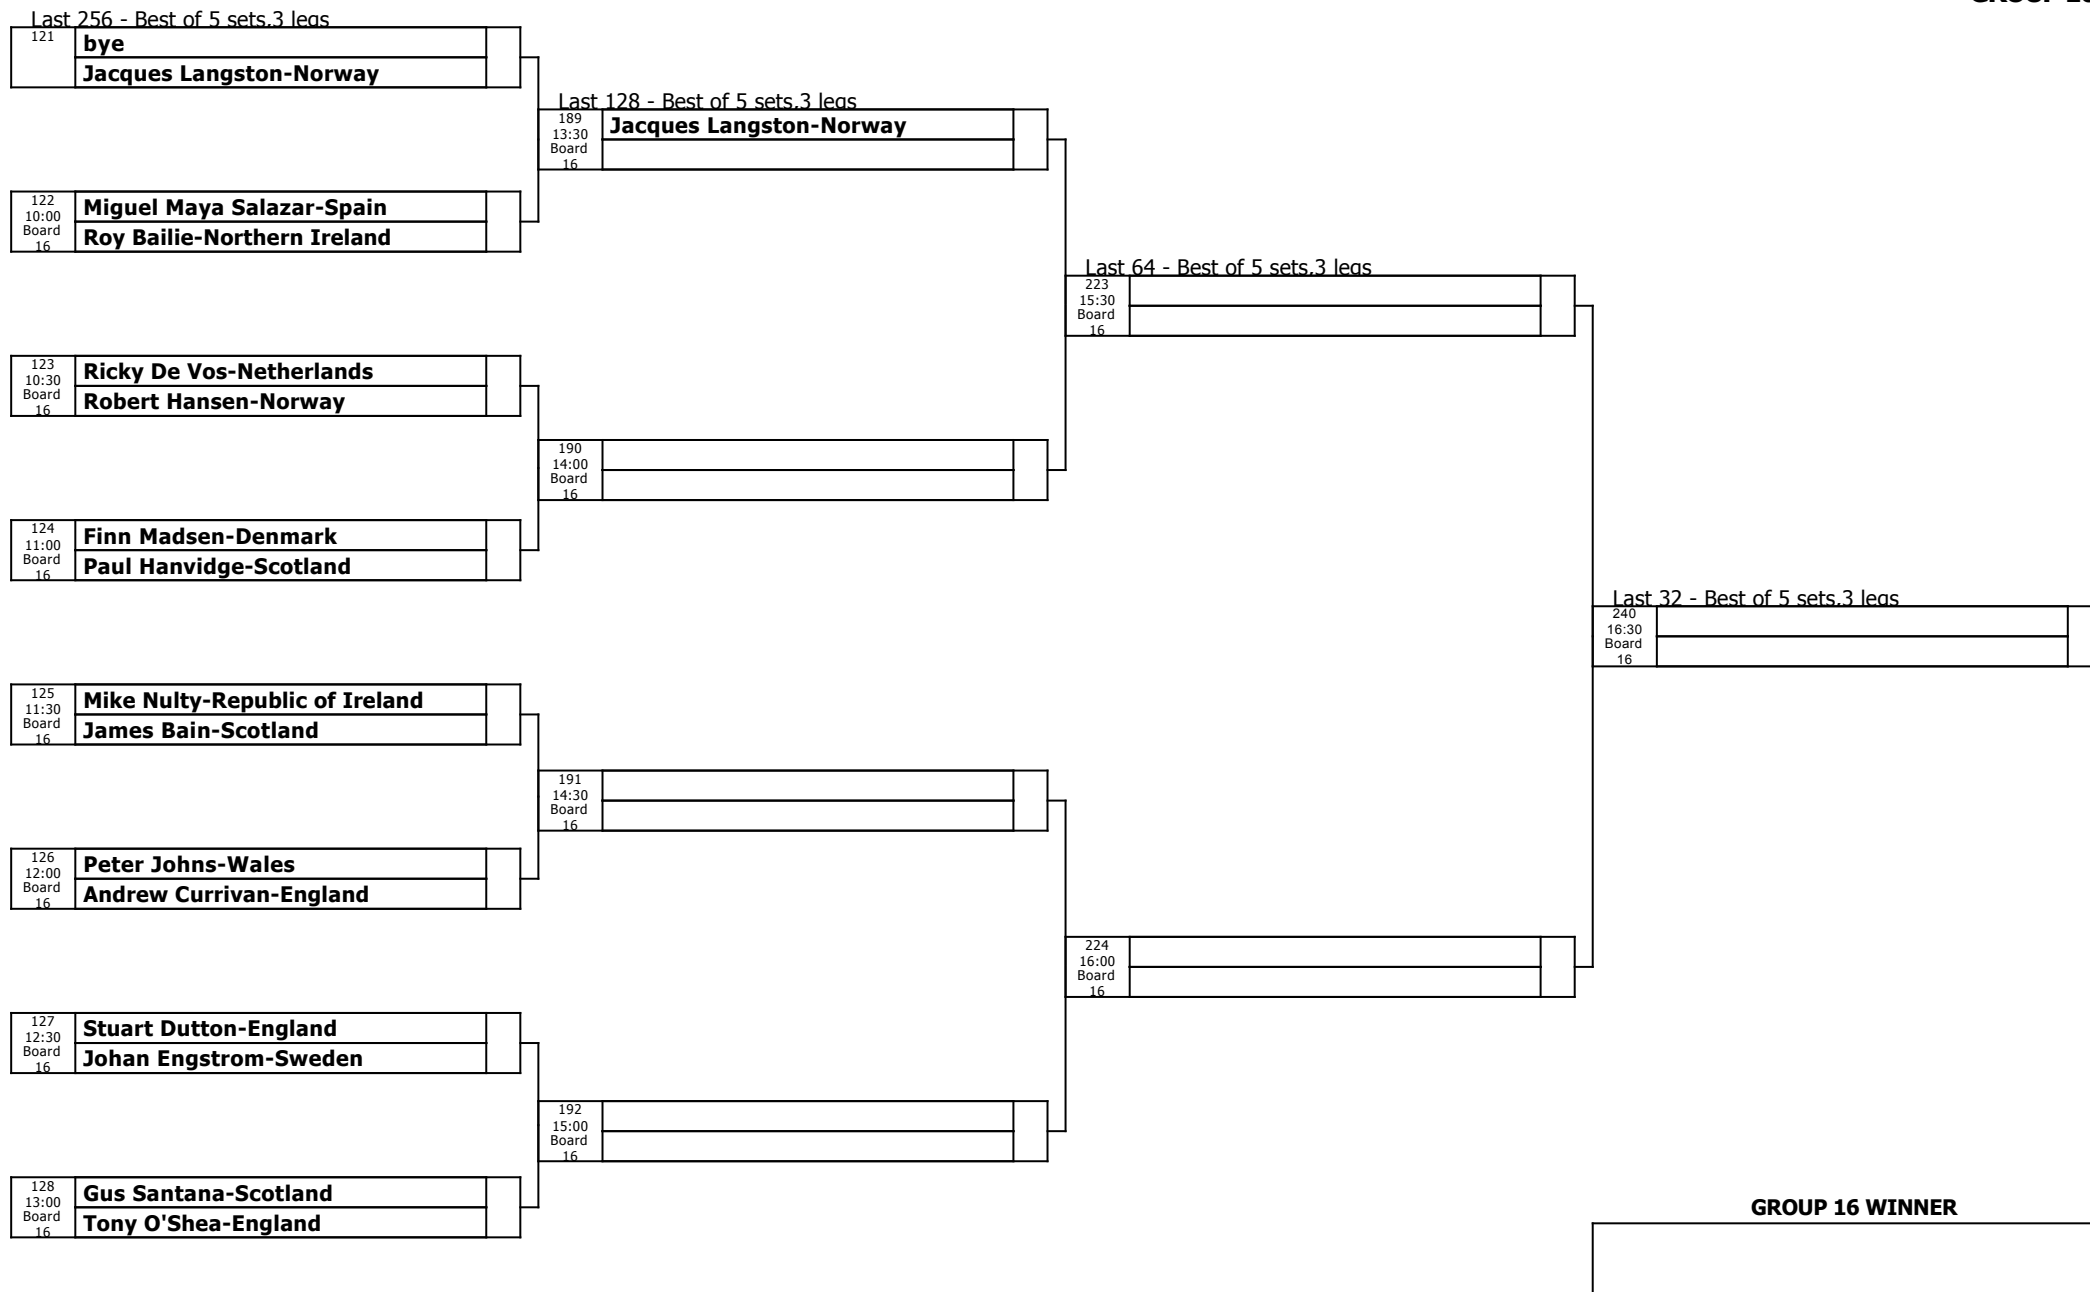 Last 256 - Best of 5 sets,3 legs
121
bye
Jacques Langston-Norway
Last 128 - Best of 5 sets,3 legs
189
13:30
Board
16
Jacques Langston-Norway
122
10:00
Board
16
Miguel Maya Salazar-Spain
Roy Bailie-Northern Ireland
Last 64 - Best of 5 sets,3 legs
223
15:30
Board
16
123
10:30
Board
16
Ricky De Vos-Netherlands
Robert Hansen-Norway
190
14:00
Board
16
124
11:00
Board
16
Finn Madsen-Denmark
Paul Hanvidge-Scotland
Last 32 - Best of 5 sets,3 legs
240
16:30
Board
16
125
11:30
Board
16
Mike Nulty-Republic of Ireland
James Bain-Scotland
191
14:30
Board
16
126
12:00
Board
16
Peter Johns-Wales
Andrew Currivan-England
224
16:00
Board
16
127
12:30
Board
16
Stuart Dutton-England
Johan Engstrom-Sweden
192
15:00
Board
16
128
13:00
Board
16
Gus Santana-Scotland
Tony O'Shea-England
GROUP 16 WINNER